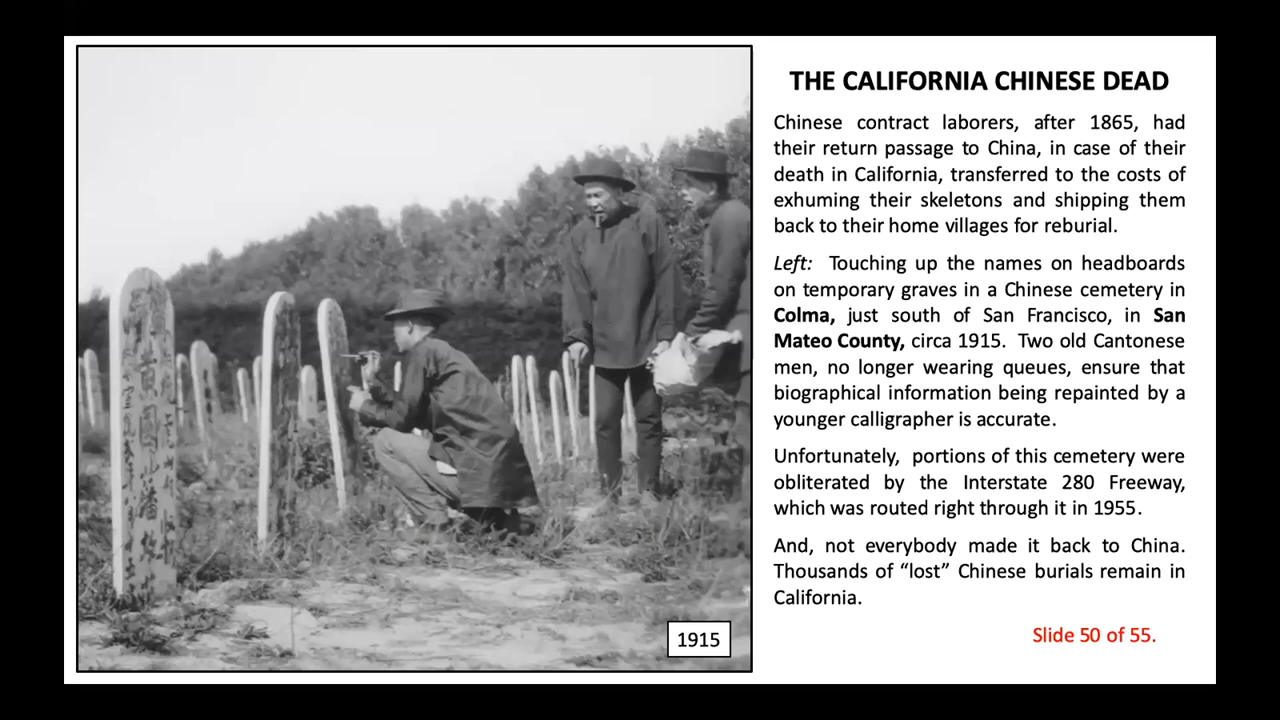 THE CALIFORNIA CHINESE DEAD
Chinese contract laborers, after 1865, had
their return passage to China, in case of their
death in California, transferred to the costs of
exhuming their skeletons and shipping them
back to their home villages for reburial.
Left: Touching up the names on headboards
on temporary graves in a Chinese cemetery in
Colma, just south of San Francisco, in San
Mateo County, circa 1915. Two old Cantonese
men, no longer wearing queues, ensure that
biographical information being repainted by a
younger calligrapher is accurate.
Unfortunately, portions of this cemetery were
obliterated by the Interstate 280 Freeway,
which was routed right through it in 1955.
And, not everybody made it back to China.
Thousands of “lost” Chinese burials remain in
California.
Slide 50 of 55.
1915